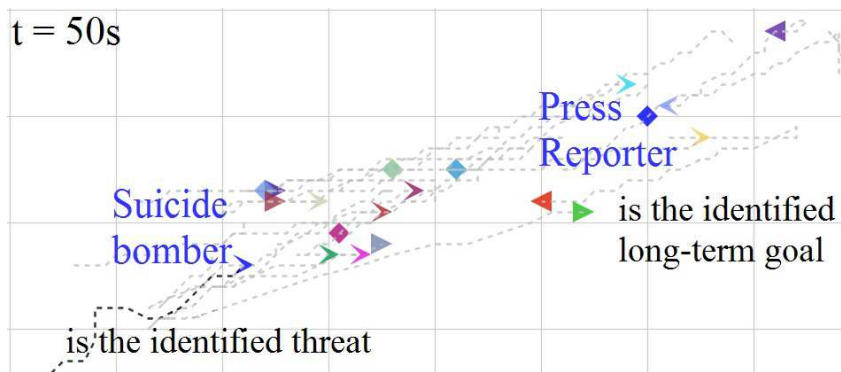 t = 50s
Press
Reporter
Suicide
bomber
is the identified
long-term goal
is the identified threat